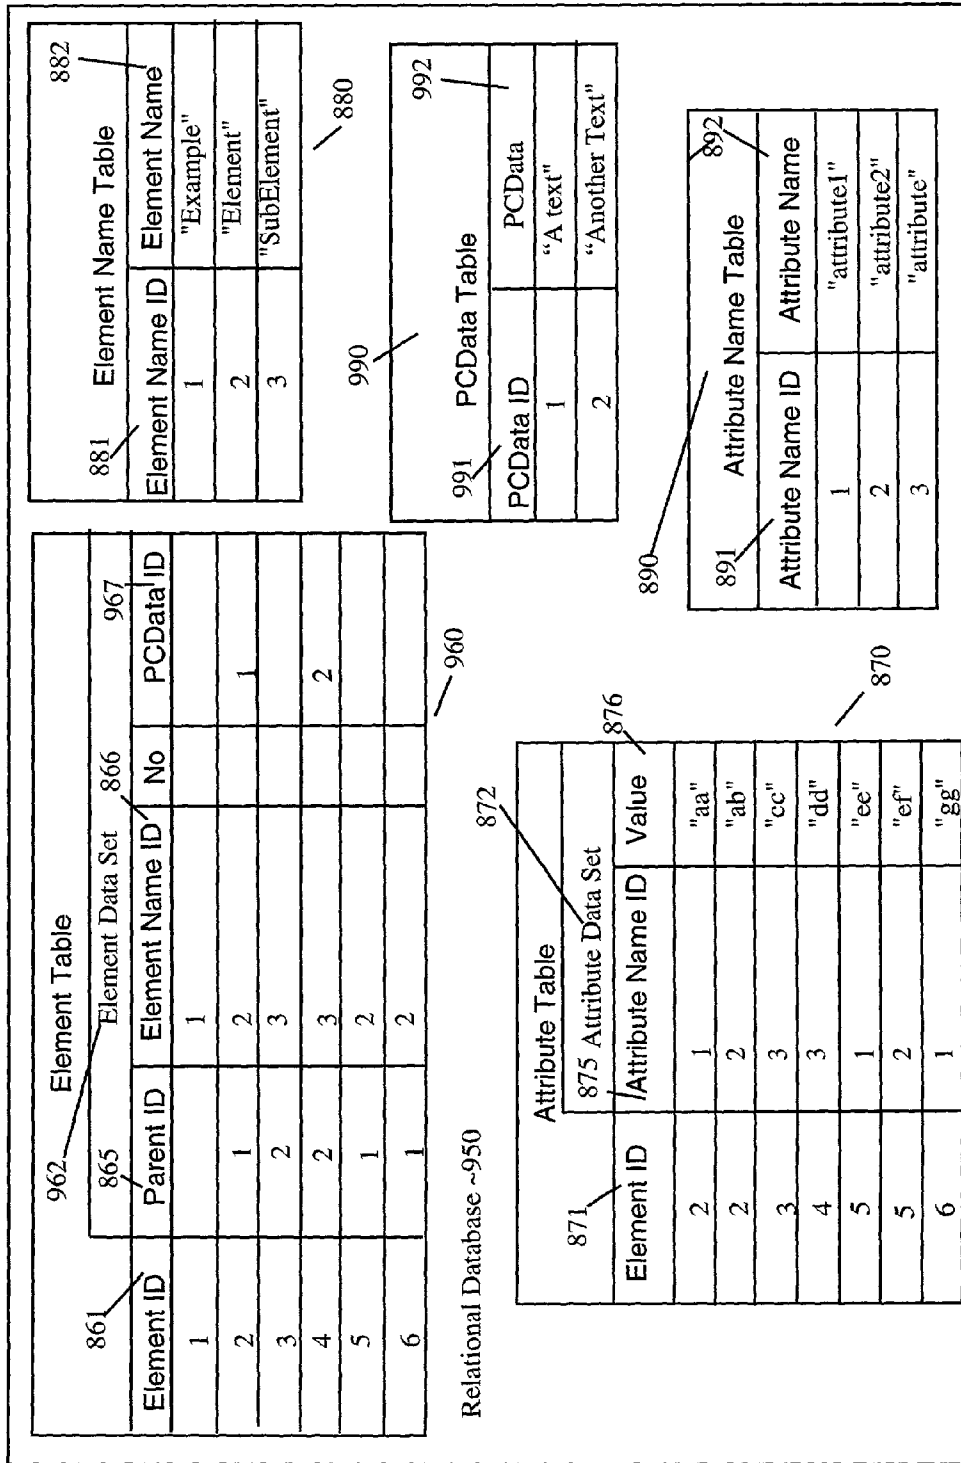 Element Table
962 Element Data Set
861 865 866 967
Element ID Parent ID Element Name ID No PCData ID
1 1
2 1 2 1
3 2 3
4 2 3 2
5 1 2
6 1 2
960
Relational Database ~950
Element Name Table
881 882
Element Name ID Element Name
1 "Example"
2 "Element"
3 "SubElement"
880
990
PCData Table
991 992
PCData ID PCData
1 “A text”
2 “Another Text”
872 876
Attribute Table
871 875 Attribute Data Set
Element ID Attribute Name ID Value
2 1 "aa"
2 2 "ab"
3 3 "cc"
4 3 "dd"
5 1 "ee"
5 2 "ef"
6 1 "gg"
870
890
Attribute Name Table
891 892
Attribute Name ID Attribute Name
1 "attribute1"
2 "attribute2"
3 "attribute"